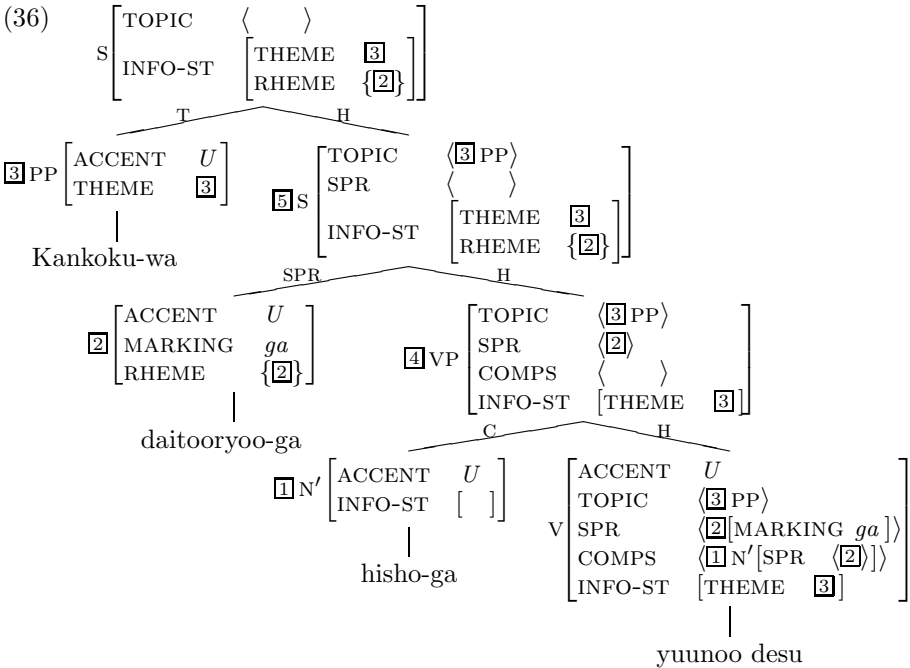 (36)
S[TOPIC ⟨ ⟩
INFO-ST [THEME 3
RHEME {2}]]
T H
3 PP[ACCENT U
THEME 3]
Kankoku-wa
5 S[TOPIC ⟨3 PP⟩
SPR ⟨ ⟩
INFO-ST [THEME 3
RHEME {2}]]
SPR H
2[ACCENT U
MARKING ga
RHEME {2}]
daitooryoo-ga
4 VP[TOPIC ⟨3 PP⟩
SPR ⟨2⟩
COMPS ⟨ ⟩
INFO-ST [THEME 3]]
C H
1 N′[ACCENT U
INFO-ST [ ]]
hisho-ga
V[ACCENT U
TOPIC ⟨3 PP⟩
SPR ⟨2[MARKING ga]⟩
COMPS ⟨1 N′[SPR ⟨2⟩]⟩
INFO-ST [THEME 3]]
yuunoo desu